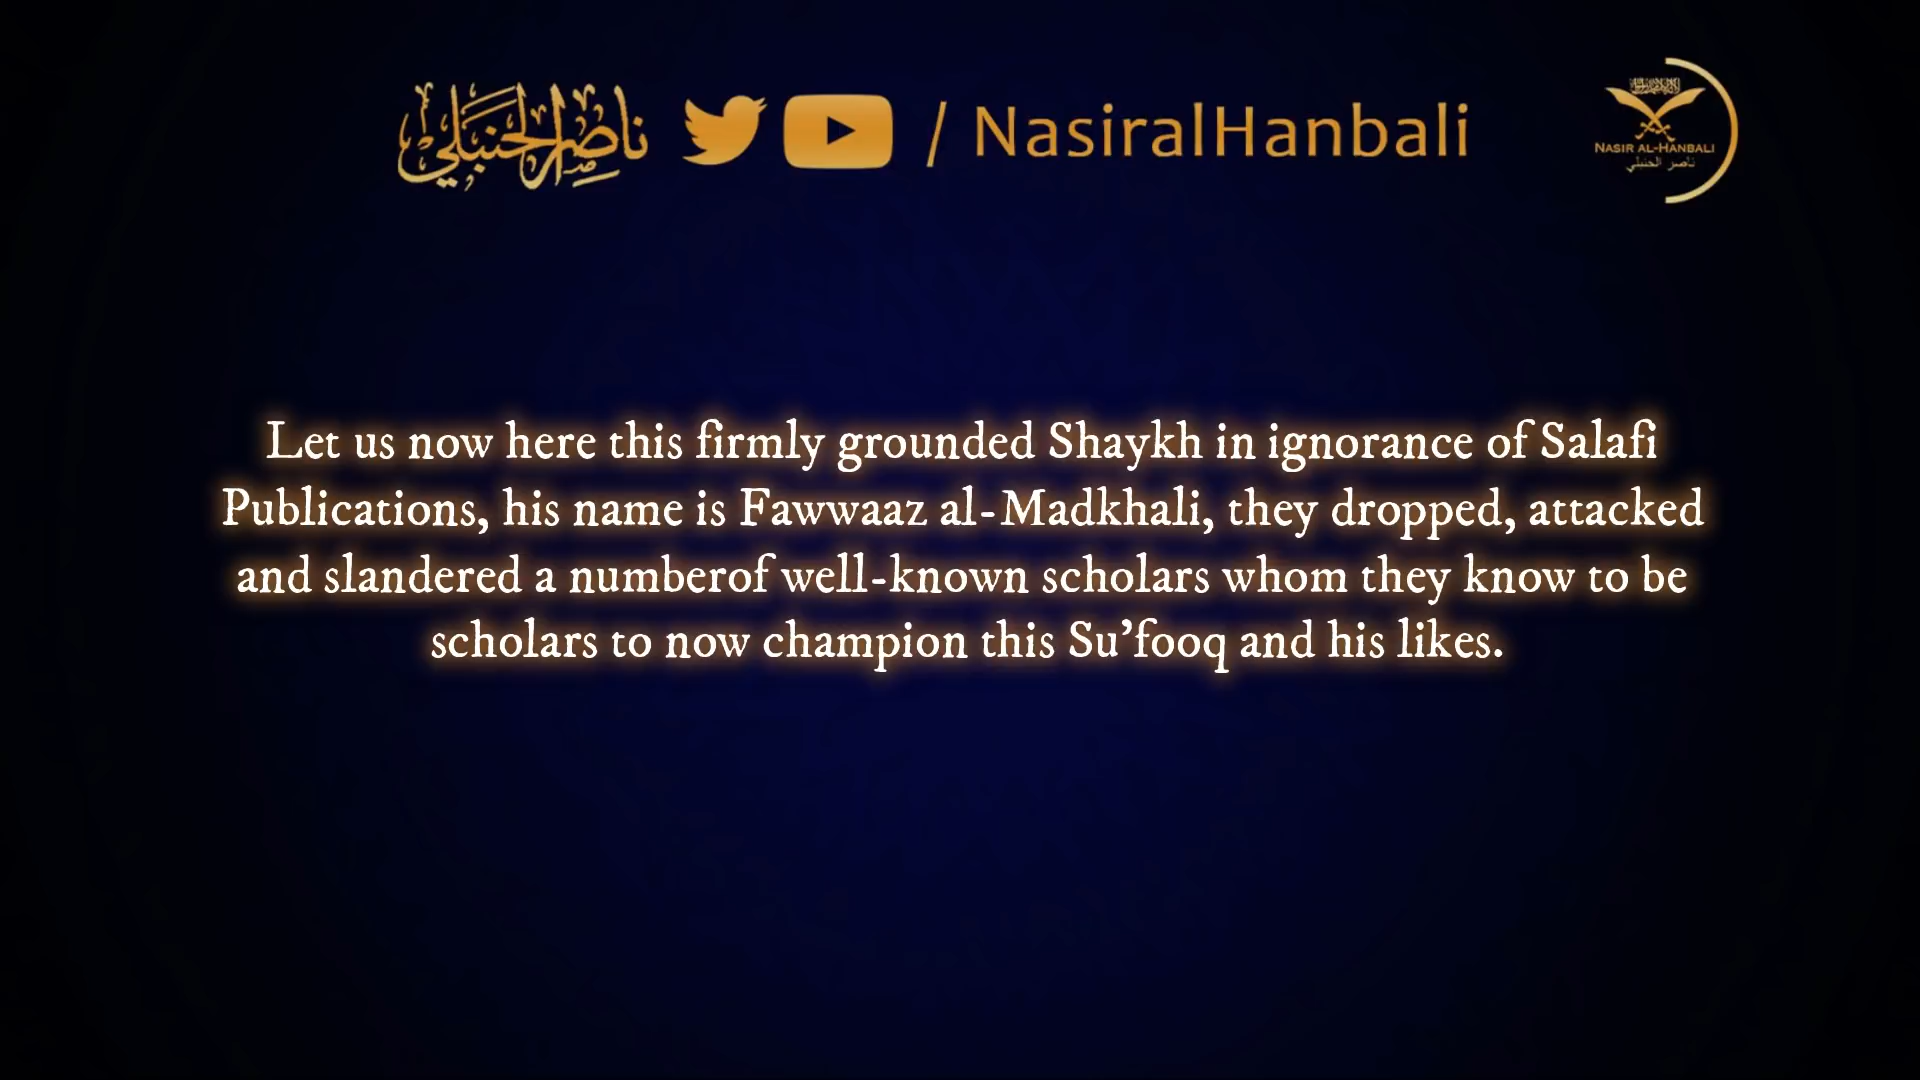 ناصر الحنبلي
/ NasiralHanbali
NASIR AL-HANBALI
ناصر الحنبلي
Let us now here this firmly grounded Shaykh in ignorance of Salafi
Publications, his name is Fawwaaz al-Madkhali, they dropped, attacked
and slandered a numberof well-known scholars whom they know to be
scholars to now champion this Su'fooq and his likes.